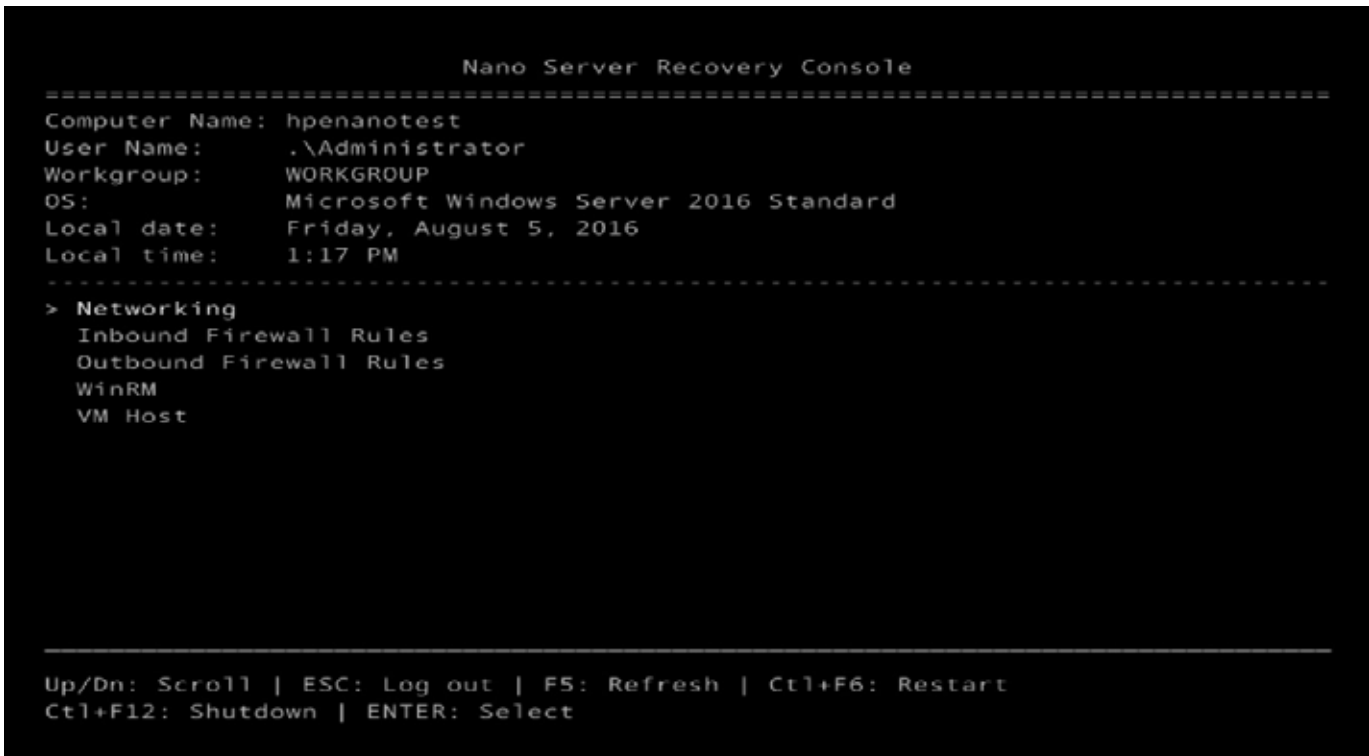 Nano Server Recovery Console
================================================================================
Computer Name: hpenanotest
User Name: .\Administrator
Workgroup: WORKGROUP
OS: Microsoft Windows Server 2016 Standard
Local date: Friday, August 5, 2016
Local time: 1:17 PM
--------------------------------------------------------------------------------
> Networking
Inbound Firewall Rules
Outbound Firewall Rules
WinRM
VM Host
Up/Dn: Scroll | ESC: Log out | F5: Refresh | Ctl+F6: Restart
Ctl+F12: Shutdown | ENTER: Select